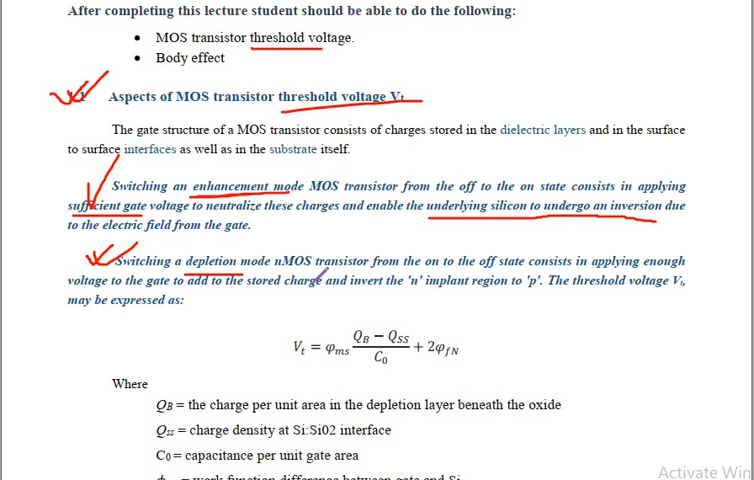 After completing this lecture student should be able to do the following:
• MOS transistor threshold voltage.
• Body effect
Aspects of MOS transistor threshold voltage Vt
The gate structure of a MOS transistor consists of charges stored in the dielectric layers and in the surface
to surface interfaces as well as in the substrate itself.
Switching an enhancement mode MOS transistor from the off to the on state consists in applying
sufficient gate voltage to neutralize these charges and enable the underlying silicon to undergo an inversion due
to the electric field from the gate.
Switching a depletion mode nMOS transistor from the on to the off state consists in applying enough
voltage to the gate to add to the stored charge and invert the 'n' implant region to 'p'. The threshold voltage Vt,
may be expressed as:
Vt = φms (QB − QSS)/C0 + 2φfN
Where
QB = the charge per unit area in the depletion layer beneath the oxide
Qss = charge density at Si:Si02 interface
C0 = capacitance per unit gate area
= work function difference between gate and Si
Activate Win